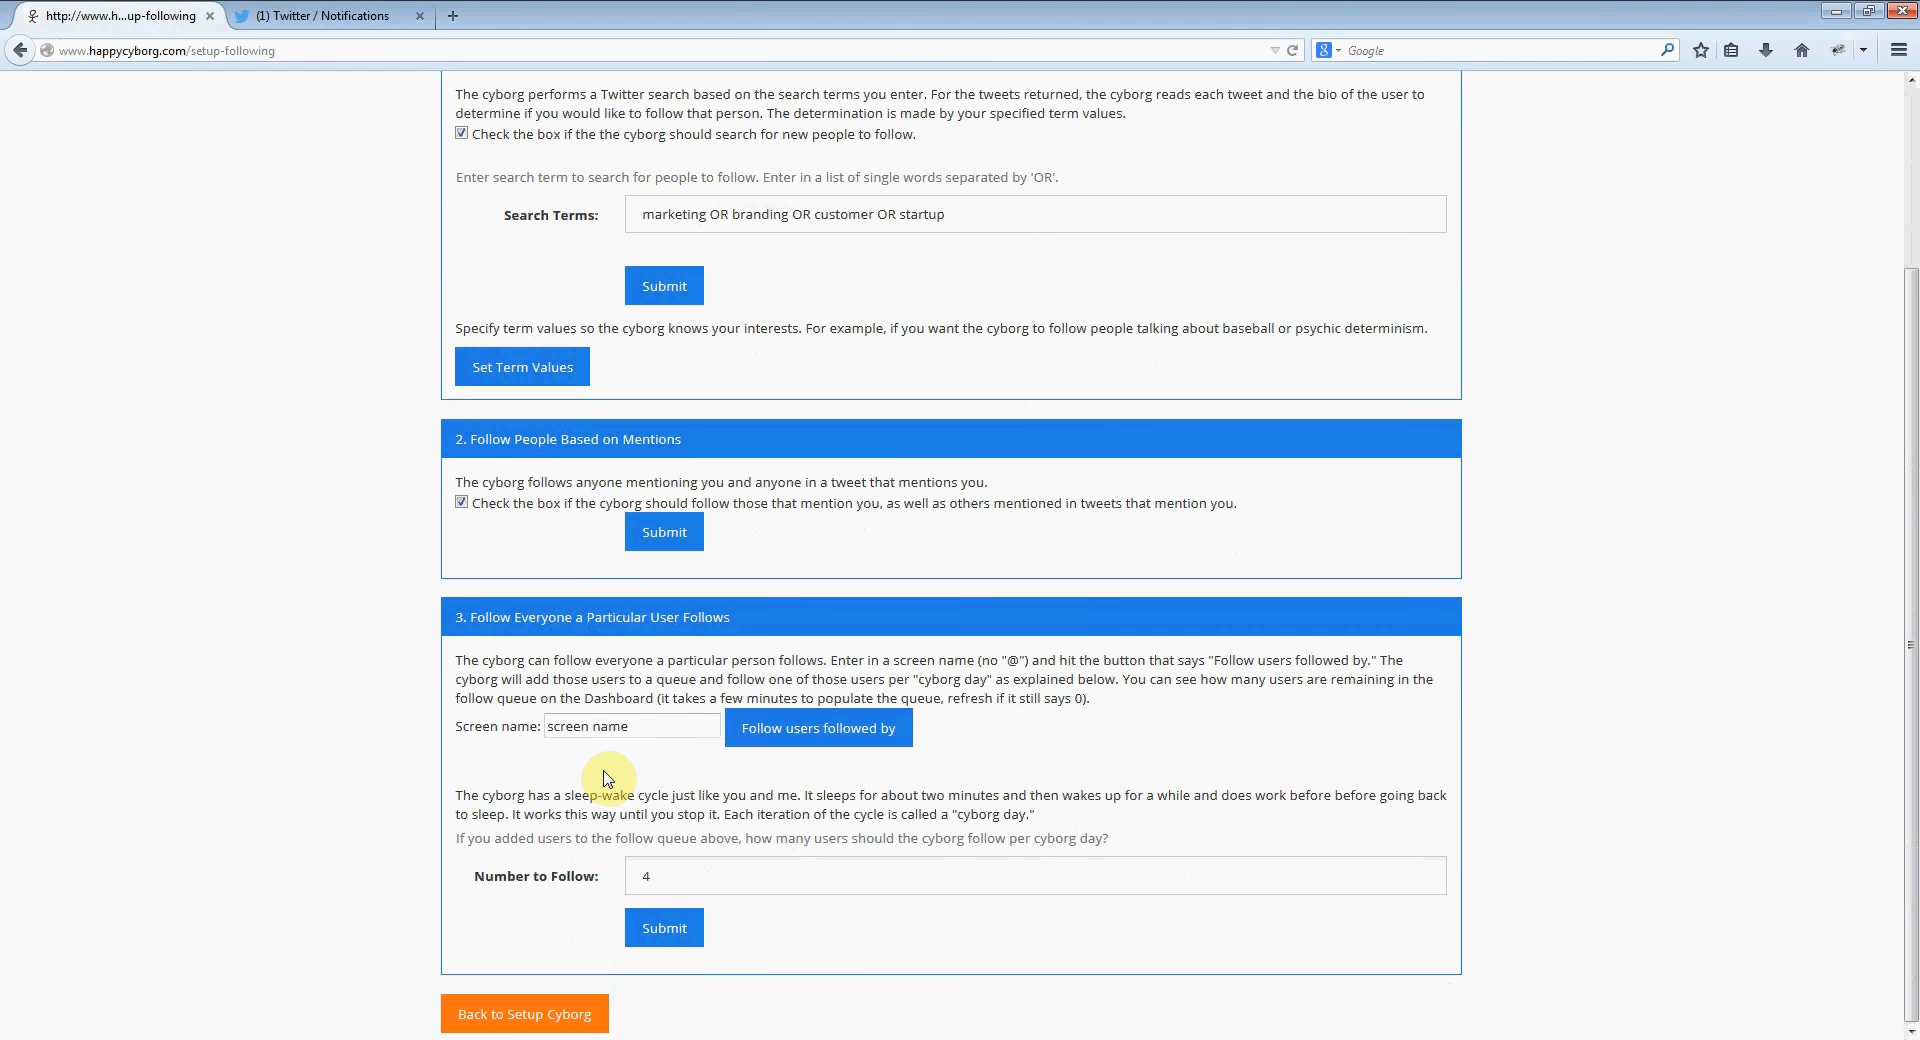 http://www.h...up-following
(1) Twitter / Notifications
www.happycyborg.com/setup-following
Google
The cyborg performs a Twitter search based on the search terms you enter. For the tweets returned, the cyborg reads each tweet and the bio of the user to
determine if you would like to follow that person. The determination is made by your specified term values.
Check the box if the the cyborg should search for new people to follow.
Enter search term to search for people to follow. Enter in a list of single words separated by 'OR'.
Search Terms: marketing OR branding OR customer OR startup
Submit
Specify term values so the cyborg knows your interests. For example, if you want the cyborg to follow people talking about baseball or psychic determinism.
Set Term Values
2. Follow People Based on Mentions
The cyborg follows anyone mentioning you and anyone in a tweet that mentions you.
Check the box if the cyborg should follow those that mention you, as well as others mentioned in tweets that mention you.
Submit
3. Follow Everyone a Particular User Follows
The cyborg can follow everyone a particular person follows. Enter in a screen name (no "@") and hit the button that says "Follow users followed by." The
cyborg will add those users to a queue and follow one of those users per "cyborg day" as explained below. You can see how many users are remaining in the
follow queue on the Dashboard (it takes a few minutes to populate the queue, refresh if it still says 0).
Screen name: screen name Follow users followed by
The cyborg has a sleep-wake cycle just like you and me. It sleeps for about two minutes and then wakes up for a while and does work before before going back
to sleep. It works this way until you stop it. Each iteration of the cycle is called a "cyborg day."
If you added users to the follow queue above, how many users should the cyborg follow per cyborg day?
Number to Follow: 4
Submit
Back to Setup Cyborg